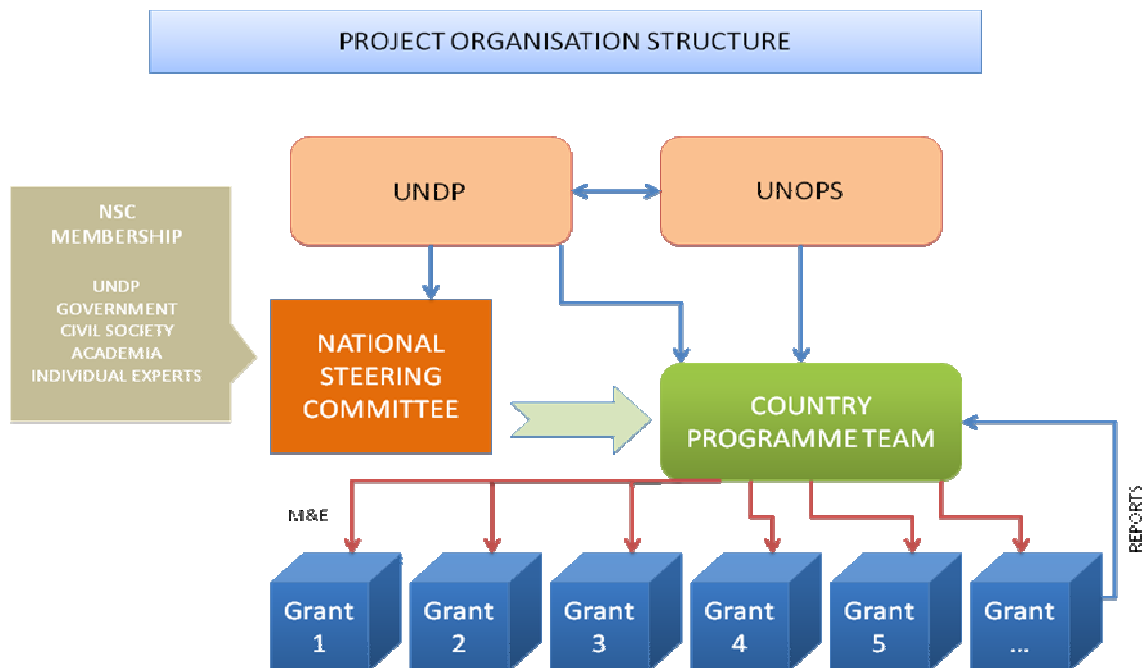 PROJECT ORGANISATION STRUCTURE
UNDP
UNOPS
NSC
MEMBERSHIP
UNDP
GOVERNMENT
CIVIL SOCIETY
ACADEMIA
INDIVIDUAL EXPERTS
NATIONAL
STEERING
COMMITTEE
COUNTRY
PROGRAMME TEAM
M&E
REPORTS
Grant
1
Grant
2
Grant
3
Grant
4
Grant
5
Grant
...